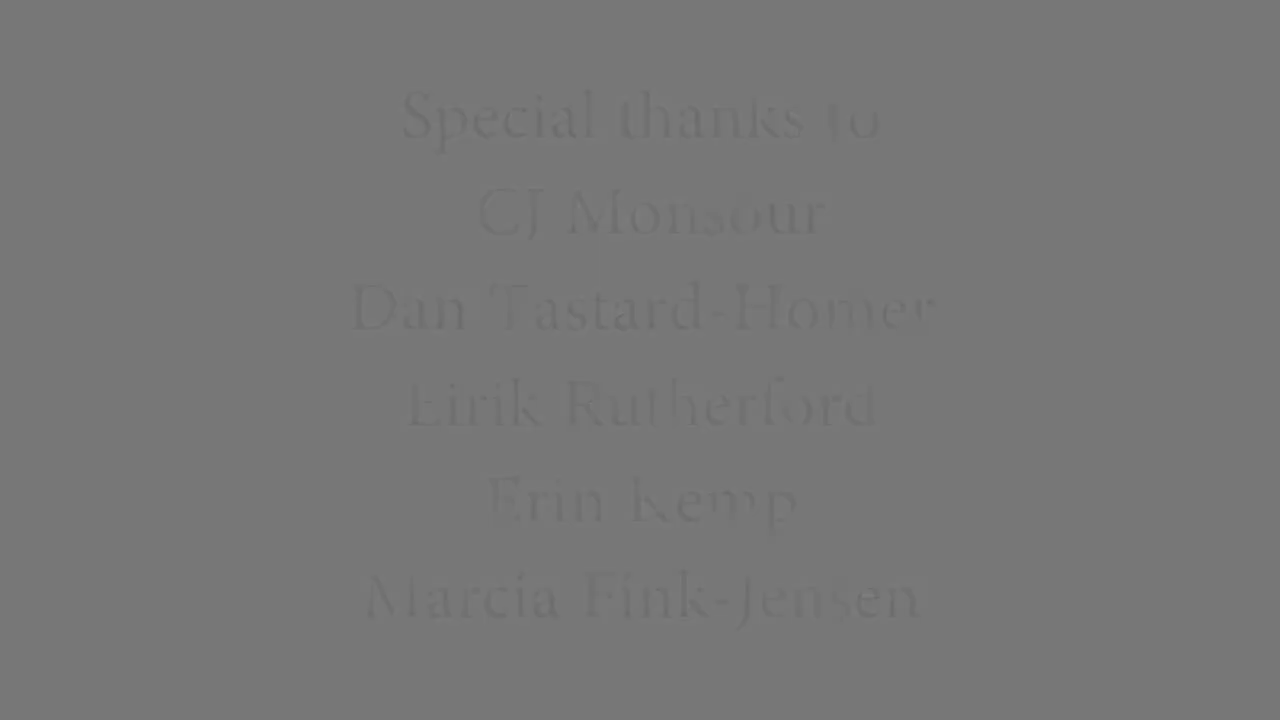 Special thanks to
CJ Monsour
Dan Tastard-Homer
Eirik Rutherford
Erin Kemp
Marcia Fink-Jensen